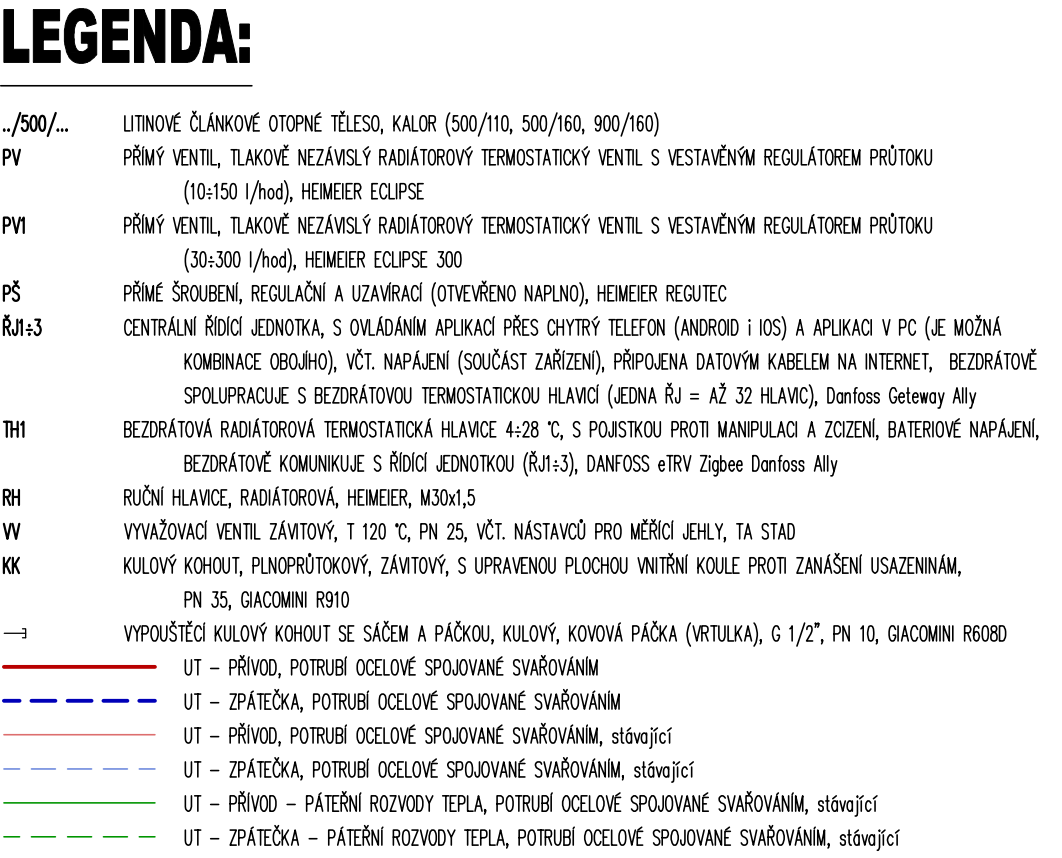 LEGENDA:
../500/... LITINOVÉ ČLÁNKOVÉ OTOPNÉ TĚLESO, KALOR (500/110, 500/160, 900/160)
PV PŘÍMÝ VENTIL, TLAKOVĚ NEZÁVISLÝ RADIÁTOROVÝ TERMOSTATICKÝ VENTIL S VESTAVĚNÝM REGULÁTOREM PRŮTOKU
(10÷150 l/hod), HEIMEIER ECLIPSE
PV1 PŘÍMÝ VENTIL, TLAKOVĚ NEZÁVISLÝ RADIÁTOROVÝ TERMOSTATICKÝ VENTIL S VESTAVĚNÝM REGULÁTOREM PRŮTOKU
(30÷300 l/hod), HEIMEIER ECLIPSE 300
PŠ PŘÍMÉ ŠROUBENÍ, REGULAČNÍ A UZAVÍRACÍ (OTVEVŘENO NAPLNO), HEIMEIER REGUTEC
ŘJ1÷3 CENTRÁLNÍ ŘÍDÍCÍ JEDNOTKA, S OVLÁDÁNÍM APLIKACÍ PŘES CHYTRÝ TELEFON (ANDROID i IOS) A APLIKACI V PC (JE MOŽNÁ
KOMBINACE OBOJÍHO), VČT. NAPÁJENÍ (SOUČÁST ZAŘÍZENÍ), PŘIPOJENA DATOVÝM KABELEM NA INTERNET, BEZDRÁTOVĚ
SPOLUPRACUJE S BEZDRÁTOVOU TERMOSTATICKOU HLAVICÍ (JEDNA ŘJ = AŽ 32 HLAVIC), Danfoss Geteway Ally
TH1 BEZDRÁTOVÁ RADIÁTOROVÁ TERMOSTATICKÁ HLAVICE 4÷28 °C, S POJISTKOU PROTI MANIPULACI A ZCIZENÍ, BATERIOVÉ NAPÁJENÍ,
BEZDRÁTOVĚ KOMUNIKUJE S ŘÍDÍCÍ JEDNOTKOU (ŘJ1÷3), DANFOSS eTRV Zigbee Danfoss Ally
RH RUČNÍ HLAVICE, RADIÁTOROVÁ, HEIMEIER, M30x1,5
VV VYVAŽOVACÍ VENTIL ZÁVITOVÝ, T 120 °C, PN 25, VČT. NÁSTAVCŮ PRO MĚŘÍCÍ JEHLY, TA STAD
KK KULOVÝ KOHOUT, PLNOPRŮTOKOVÝ, ZÁVITOVÝ, S UPRAVENOU PLOCHOU VNITŘNÍ KOULE PROTI ZANÁŠENÍ USAZENINÁM,
PN 35, GIACOMINI R910
VYPOUŠTĚCÍ KULOVÝ KOHOUT SE SÁČEM A PÁČKOU, KULOVÝ, KOVOVÁ PÁČKA (VRTULKA), G 1/2", PN 10, GIACOMINI R608D
UT – PŘÍVOD, POTRUBÍ OCELOVÉ SPOJOVANÉ SVAŘOVÁNÍM
UT – ZPÁTEČKA, POTRUBÍ OCELOVÉ SPOJOVANÉ SVAŘOVÁNÍM
UT – PŘÍVOD, POTRUBÍ OCELOVÉ SPOJOVANÉ SVAŘOVÁNÍM, stávající
UT – ZPÁTEČKA, POTRUBÍ OCELOVÉ SPOJOVANÉ SVAŘOVÁNÍM, stávající
UT – PŘÍVOD – PÁTEŘNÍ ROZVODY TEPLA, POTRUBÍ OCELOVÉ SPOJOVANÉ SVAŘOVÁNÍM, stávající
UT – ZPÁTEČKA – PÁTEŘNÍ ROZVODY TEPLA, POTRUBÍ OCELOVÉ SPOJOVANÉ SVAŘOVÁNÍM, stávající